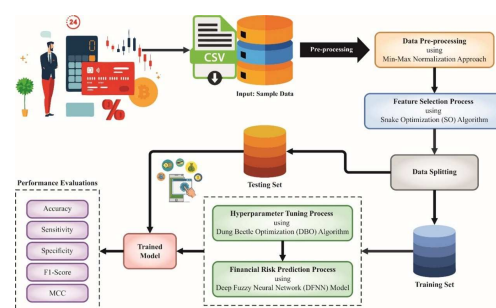 24
CSV
Input: Sample Data
Pre-processing
Data Pre-processing
using
Min-Max Normalization Approach
Feature Selection Process
using
Snake Optimization (SO) Algorithm
Data Splitting
Testing Set
Training Set
Hyperparameter Tuning Process
using
Dung Beetle Optimization (DBO) Algorithm
Financial Risk Prediction Process
using
Deep Fuzzy Neural Network (DFNN) Model
Trained
Model
Performance Evaluations
Accuracy
Sensitivity
Specificity
F1-Score
MCC